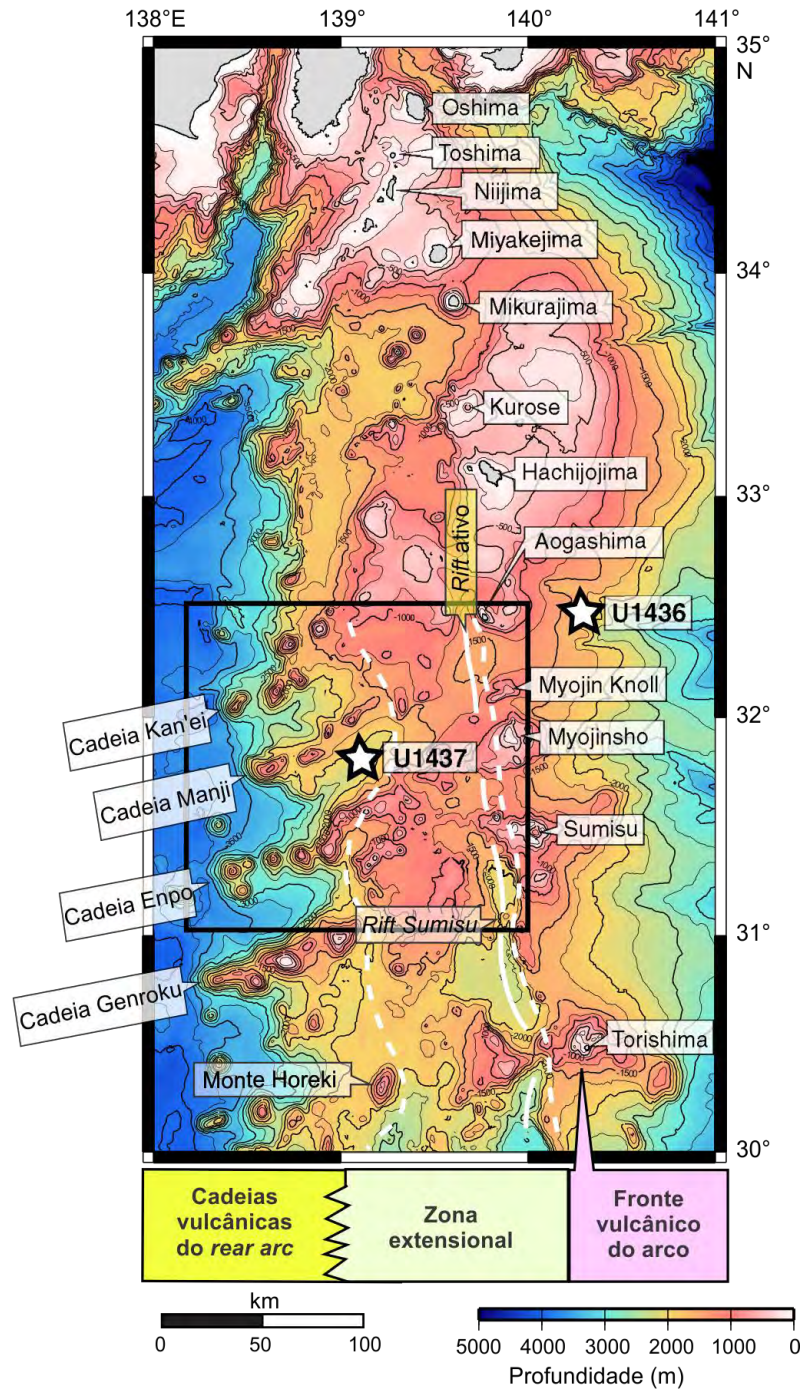 138°E
139°
140°
141°
35°
N
Oshima
Toshima
Niijima
Miyakejima
34°
Mikurajima
Kurose
Hachijojima
33°
Rift ativo
Aogashima
U1436
Myojin Knoll
Cadeia Kan'ei
32°
Myojinsho
U1437
Cadeia Manji
Sumisu
Cadeia Enpo
Rift Sumisu
31°
Cadeia Genroku
Torishima
Monte Horeki
30°
Cadeias
vulcânicas
do rear arc
Zona
extensional
Fronte
vulcânico
do arco
km
0 50 100
5000 4000 3000 2000 1000 0
Profundidade (m)